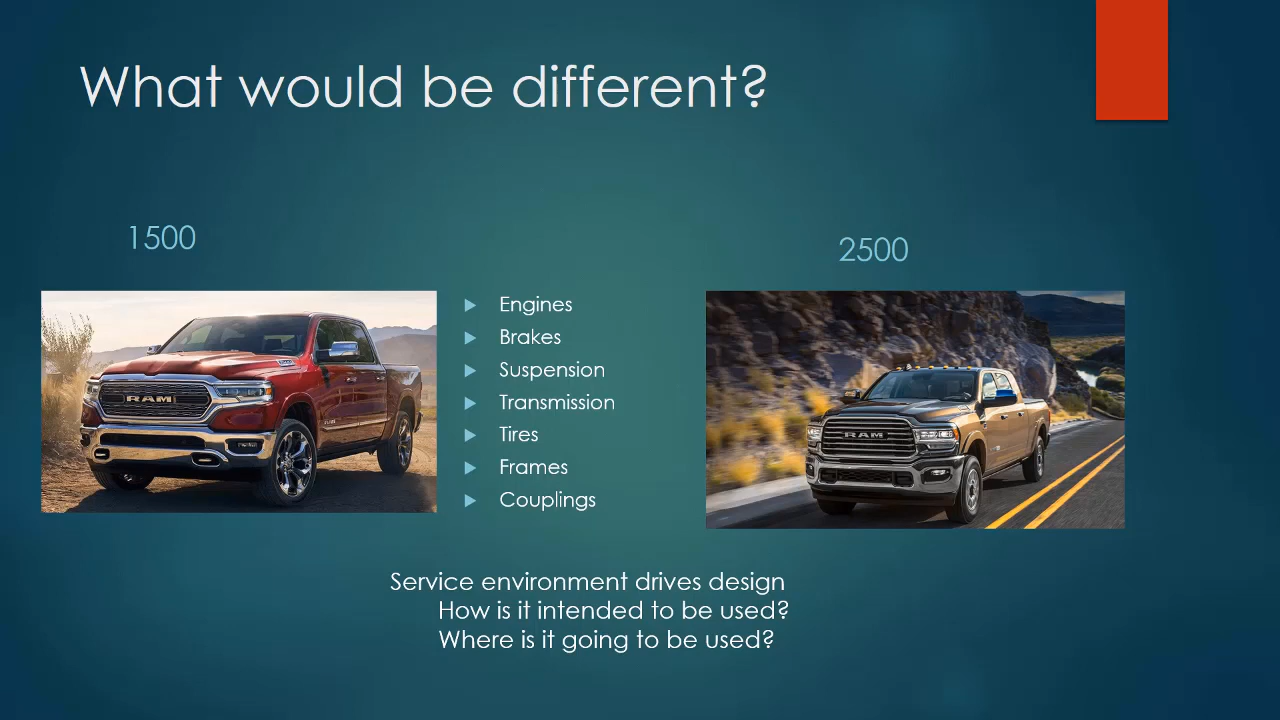 What would be different?
1500
2500
RAM
Engines
Brakes
Suspension
Transmission
Tires
Frames
Couplings
RAM
Service environment drives design
How is it intended to be used?
Where is it going to be used?